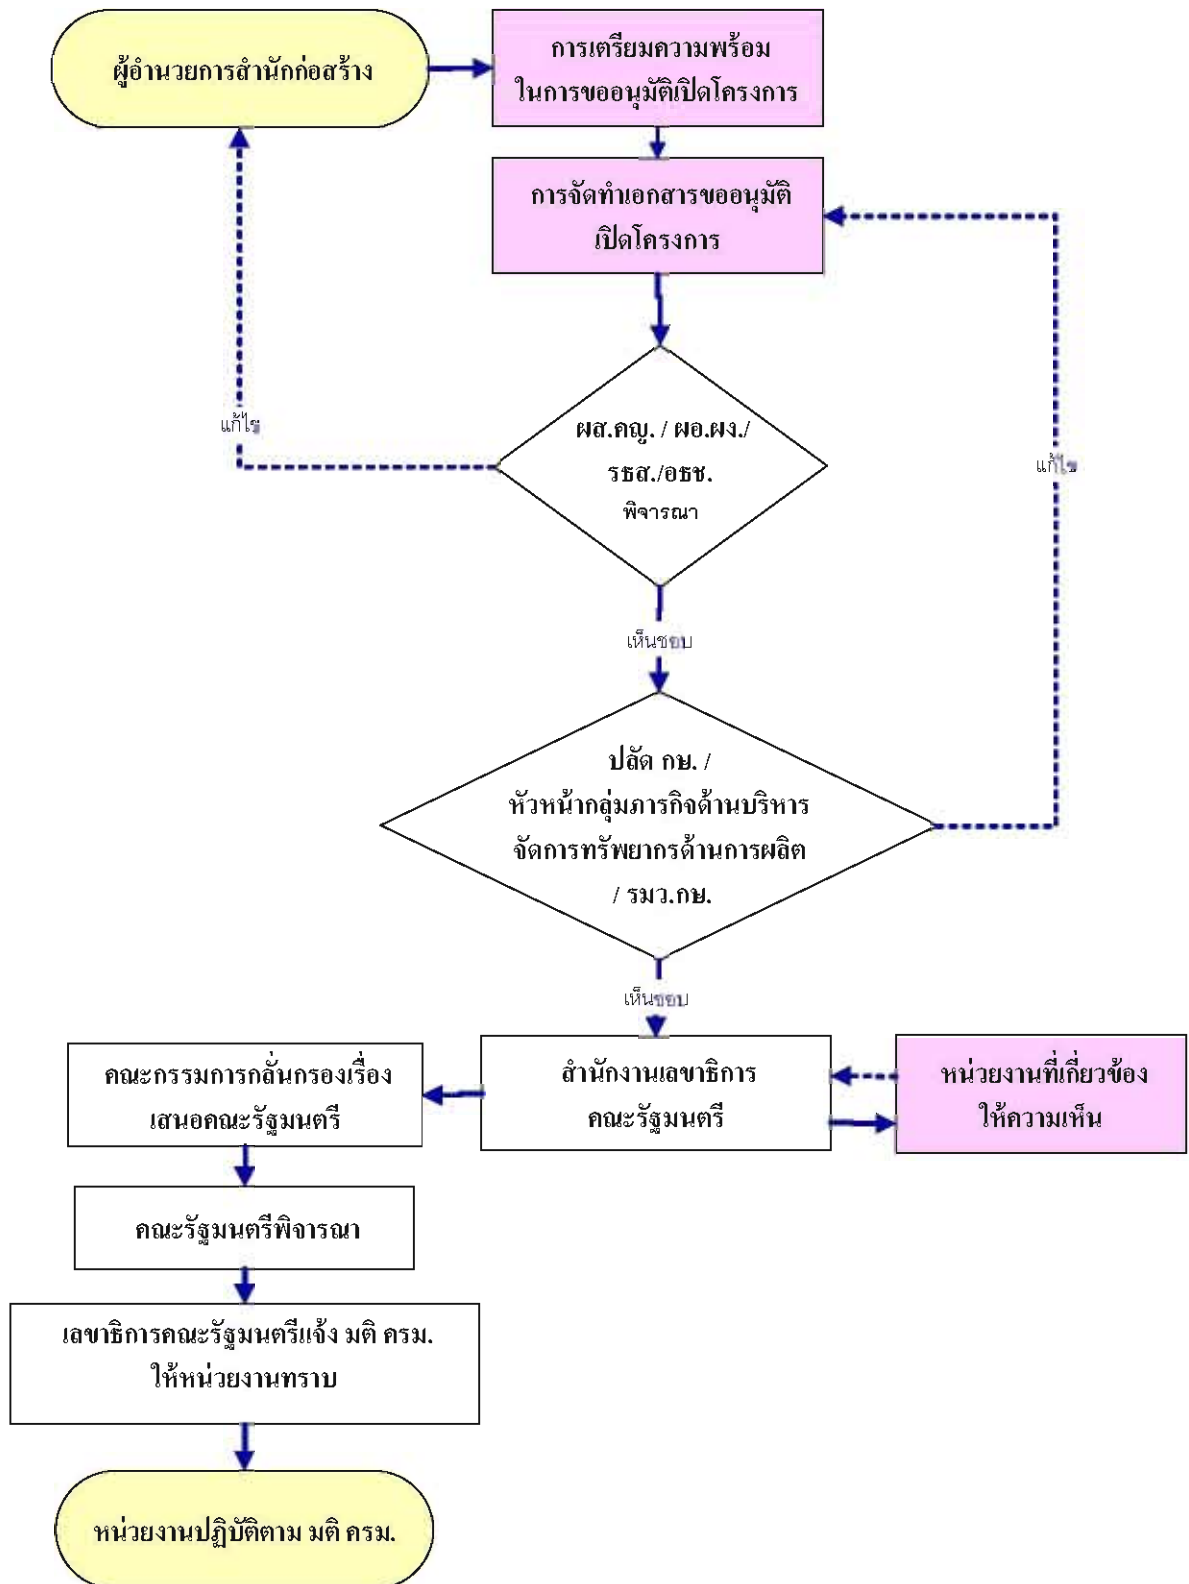 ผู้อำนวยการสำนักก่อสร้าง
การเตรียมความพร้อม
ในการขออนุมัติเปิดโครงการ
การจัดทำเอกสารขออนุมัติ
เปิดโครงการ
แก้ไข
ผส.คญ. / ผอ.ผง./
รธส./อธช.
พิจารณา
แก้ไข
เห็นชอบ
ปลัด กษ. /
หัวหน้ากลุ่มภารกิจด้านบริหาร
จัดการทรัพยากรด้านการผลิต
/ รมว.กษ.
เห็นชอบ
คณะกรรมการกลั่นกรองเรื่อง
เสนอคณะรัฐมนตรี
สำนักงานเลขาธิการ
คณะรัฐมนตรี
หน่วยงานที่เกี่ยวข้อง
ให้ความเห็น
คณะรัฐมนตรีพิจารณา
เลขาธิการคณะรัฐมนตรีแจ้ง มติ ครม.
ให้หน่วยงานทราบ
หน่วยงานปฏิบัติตาม มติ ครม.